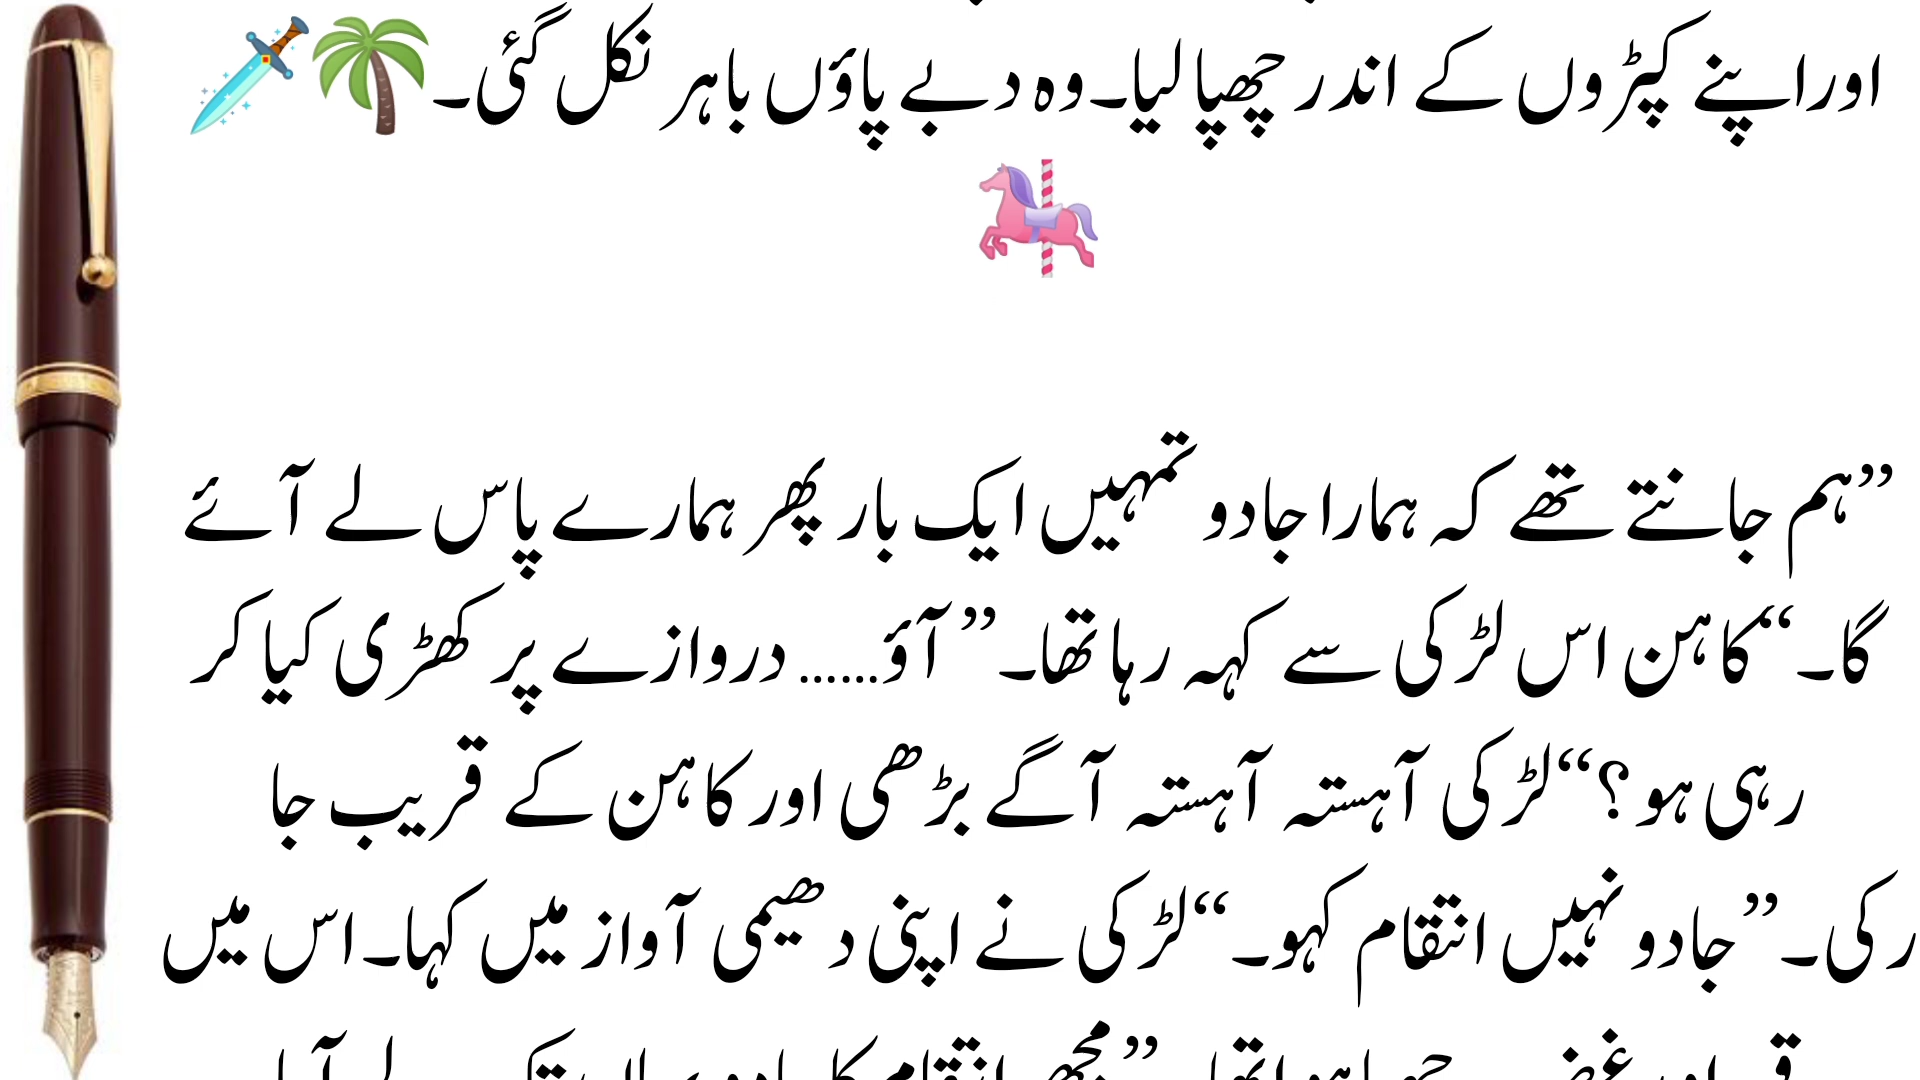 اوراپنے کپڑوں کے اندر چھپا لیا۔وہ دبے پاؤں باہر نکل گئی۔🌴🗡️
🎠
”ہم جانتے تھے کہ ہمارا جادو تمہیں ایک بار پھر ہمارے پاس لے آئے
گا۔“کاہن اس لڑکی سے کہہ رہا تھا۔” آؤ...... دروازے پر کھڑی کیا کر
رہی ہو؟“لڑکی آہستہ آہستہ آگے بڑھی اور کاہن کے قریب جا
رکی۔”جادو نہیں انتقام کہو۔“لڑکی نے اپنی دھیمی آواز میں کہا۔اس میں